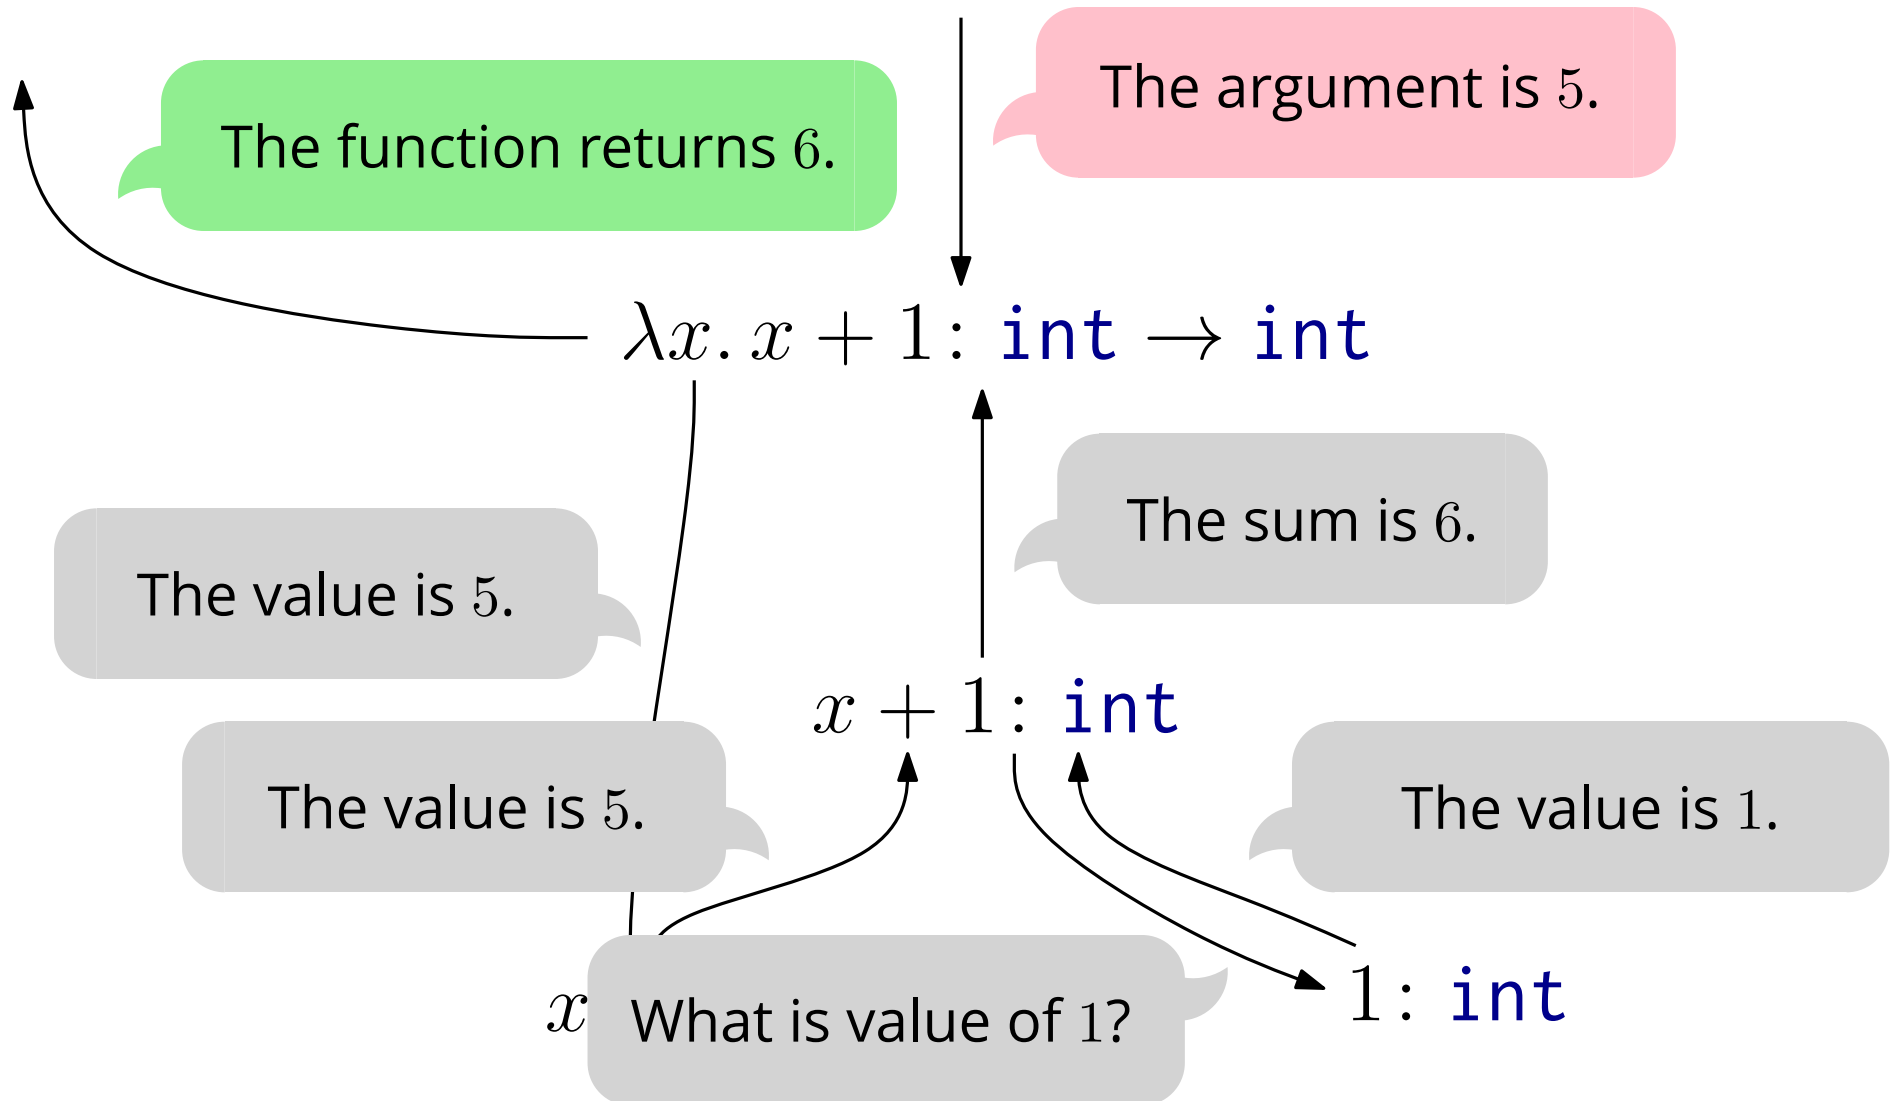 The argument is 5.
The function returns 6.
λx. x + 1 : int → int
The sum is 6.
The value is 5.
x + 1 : int
The value is 5.
The value is 1.
x
What is value of 1?
1 : int